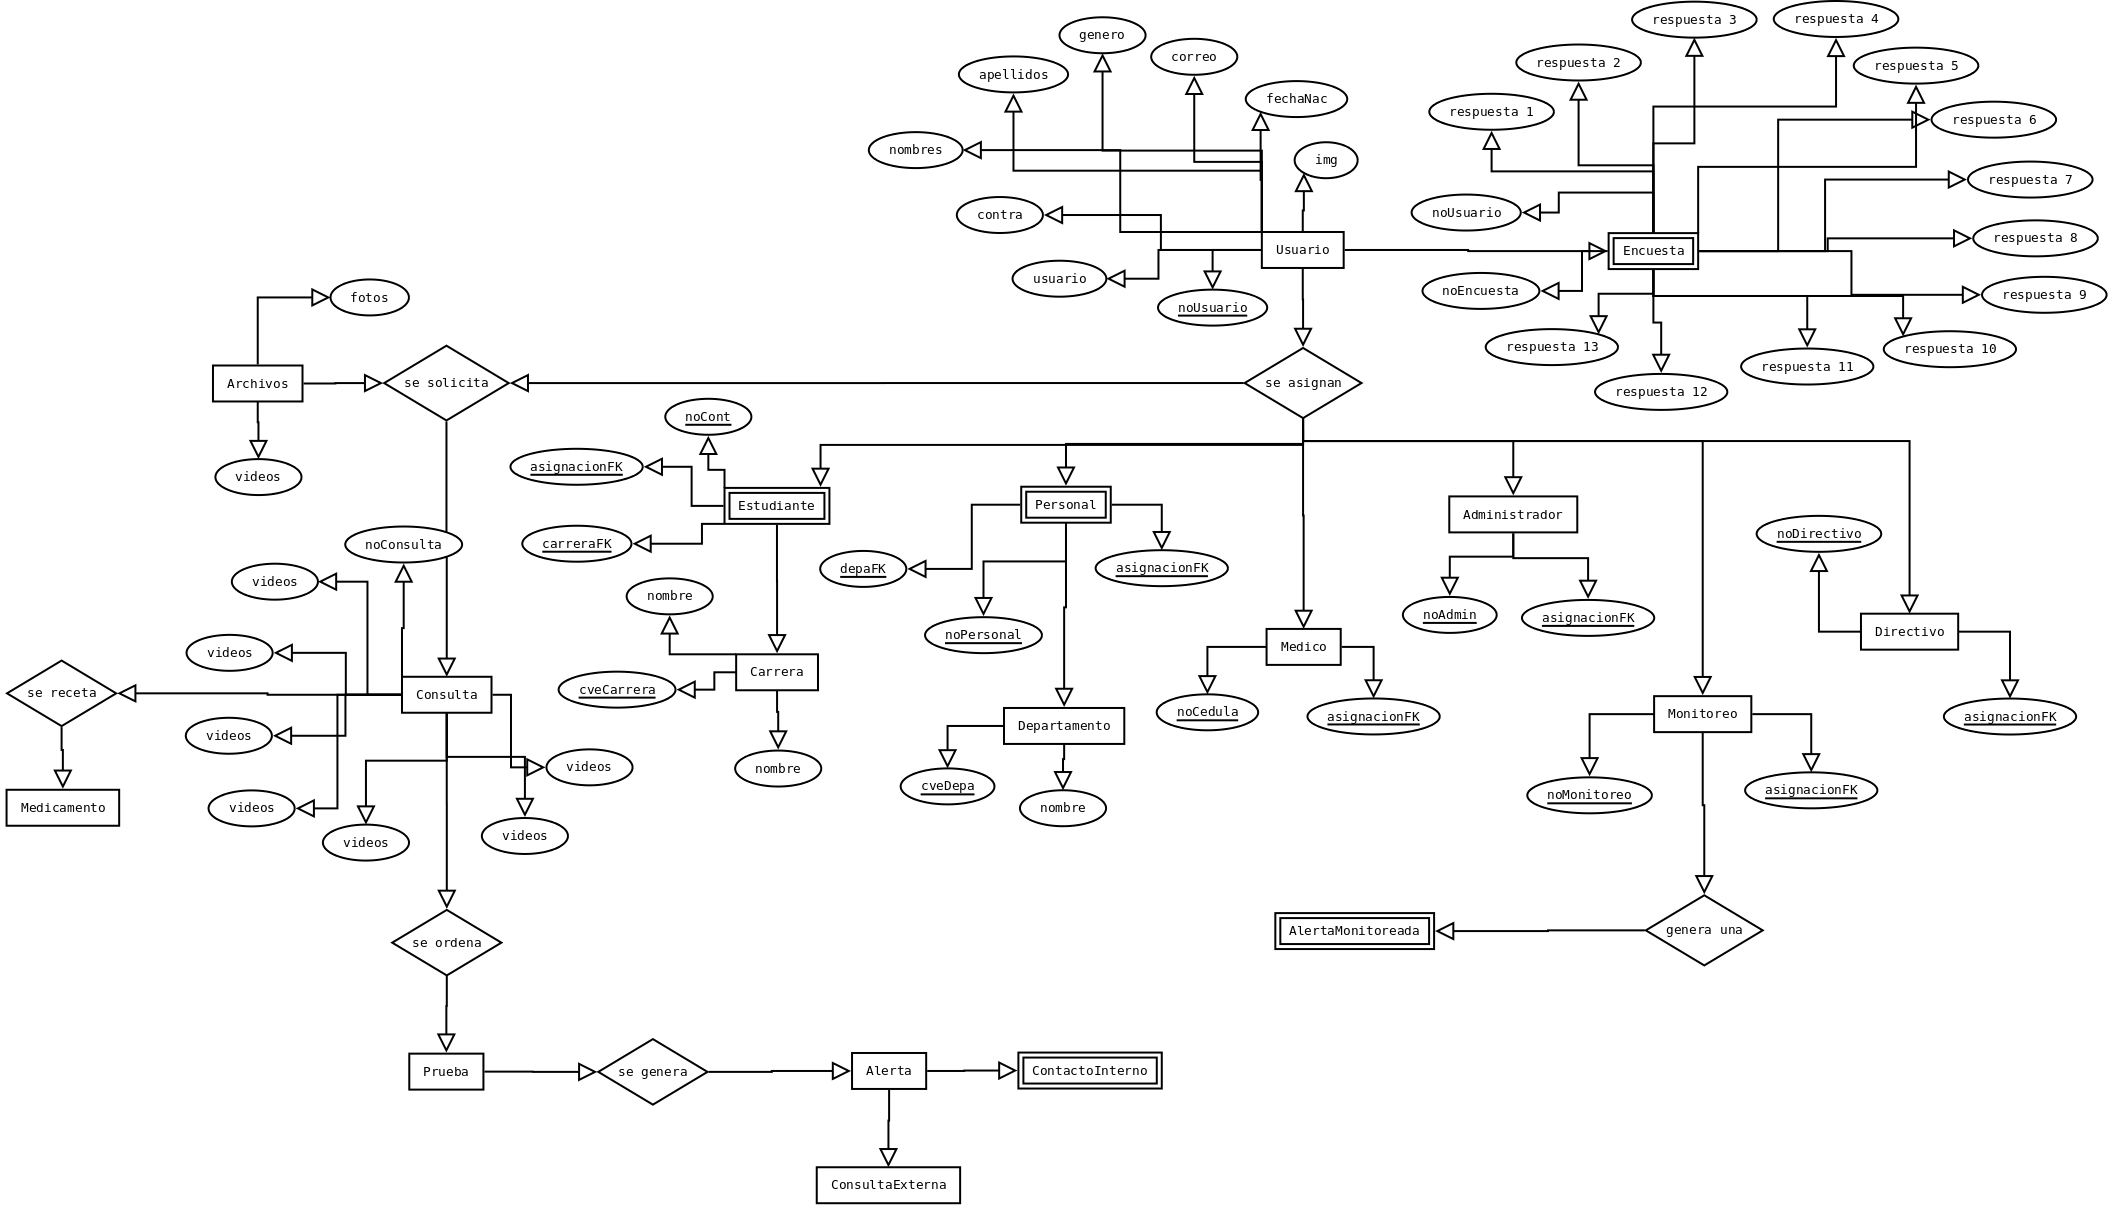 respuesta 3
respuesta 4
genero
correo
respuesta 2
respuesta 5
apellidos
fechaNac
respuesta 1
respuesta 6
nombres
img
respuesta 7
contra
noUsuario
respuesta 8
Usuario
Encuesta
usuario
noEncuesta
respuesta 9
fotos
noUsuario
respuesta 13
respuesta 10
respuesta 11
Archivos
se solicita
se asignan
respuesta 12
noCont
asignacionFK
videos
Estudiante
Personal
Administrador
noDirectivo
noConsulta
carreraFK
depaFK
asignacionFK
videos
nombre
noAdmin
asignacionFK
noPersonal
Directivo
videos
Medico
se receta
Consulta
Carrera
cveCarrera
noCedula
asignacionFK
Monitoreo
asignacionFK
videos
Departamento
videos
nombre
cveDepa
noMonitoreo
asignacionFK
Medicamento
videos
nombre
videos
videos
se ordena
AlertaMonitoreada
genera una
Prueba
se genera
Alerta
ContactoInterno
ConsultaExterna